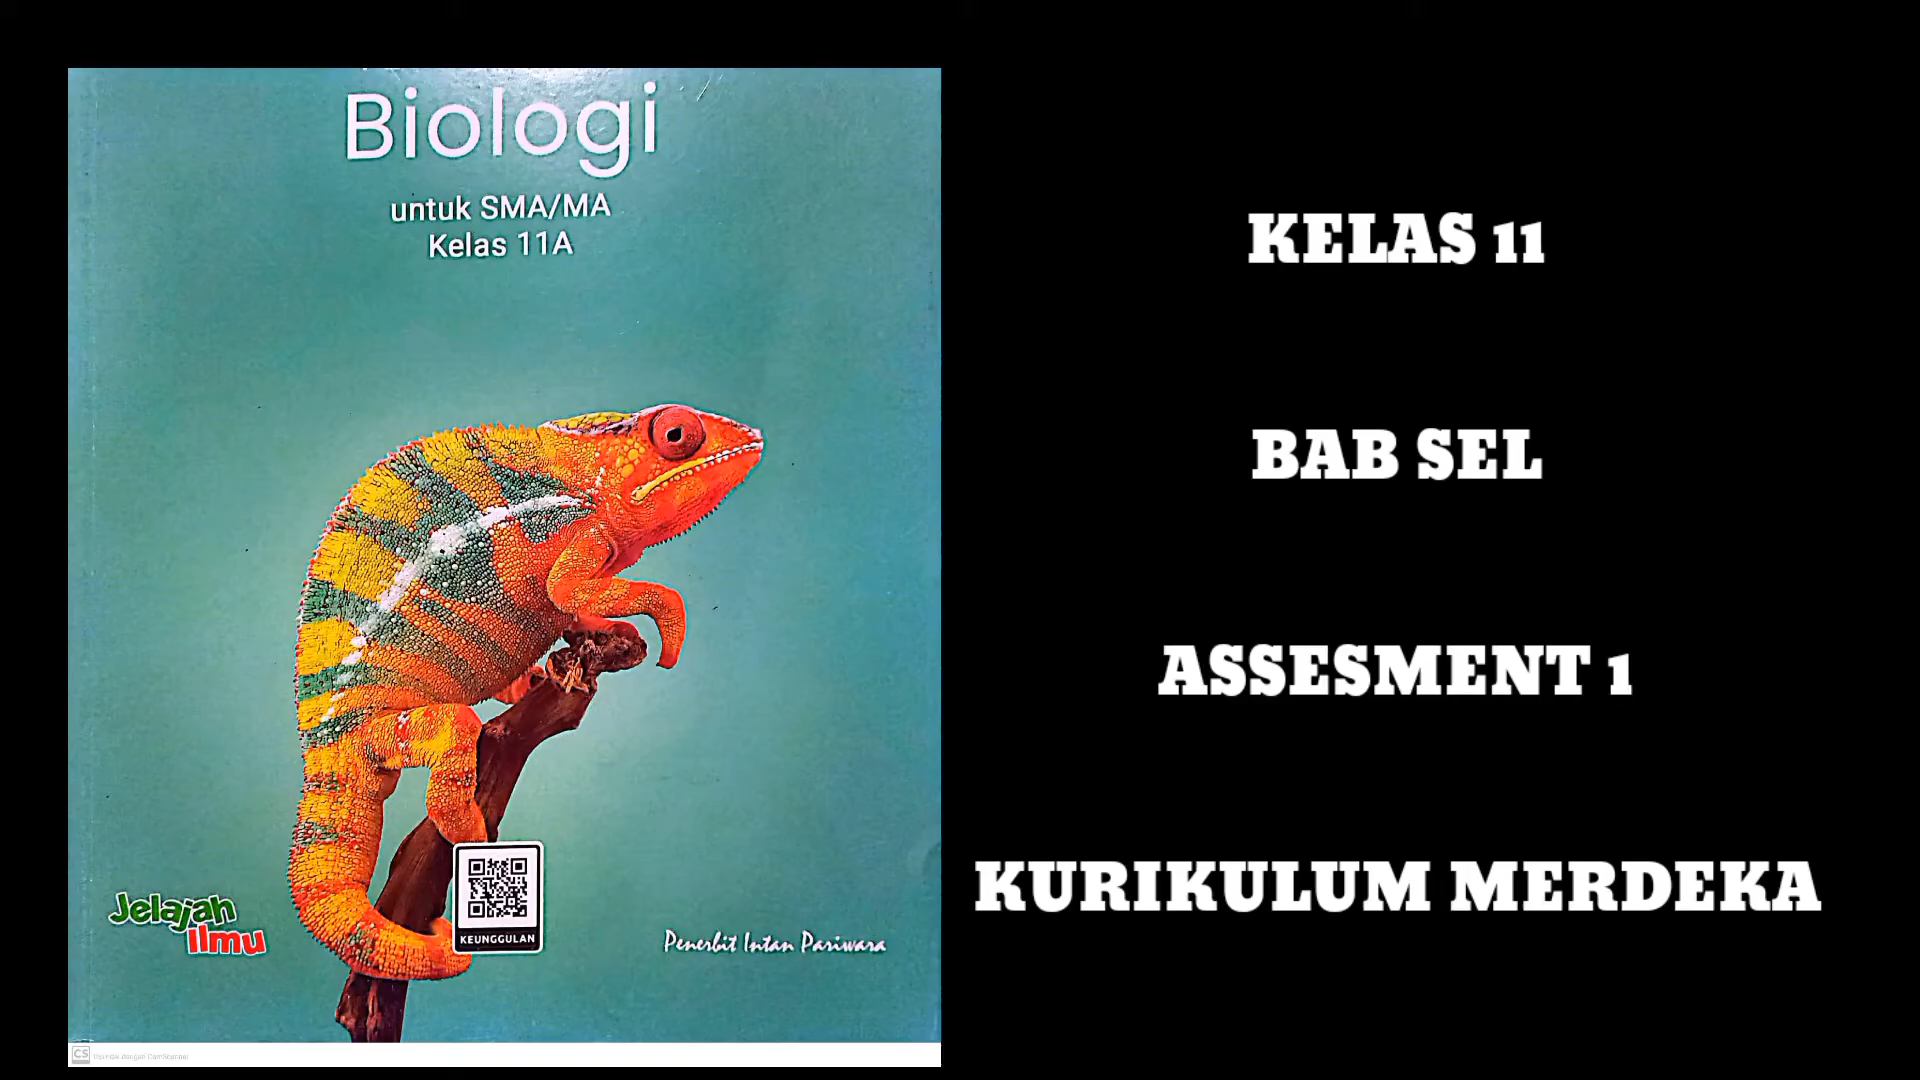 Biologi
untuk SMA/MA
Kelas 11A
Jelajah
Ilmu
KEUNGGULAN
Penerbit Intan Pariwara
CS
KELAS 11
BAB SEL
ASSESMENT 1
KURIKULUM MERDEKA